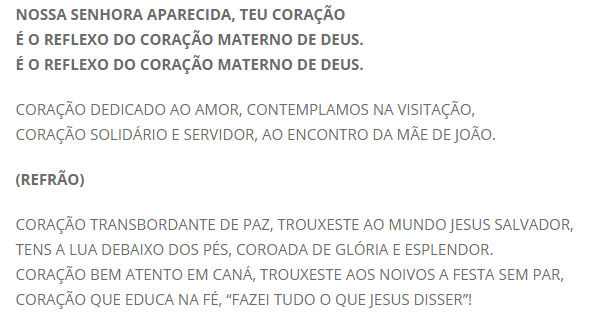 NOSSA SENHORA APARECIDA, TEU CORAÇÃO
É O REFLEXO DO CORAÇÃO MATERNO DE DEUS.
É O REFLEXO DO CORAÇÃO MATERNO DE DEUS.
CORAÇÃO DEDICADO AO AMOR, CONTEMPLAMOS NA VISITAÇÃO,
CORAÇÃO SOLIDÁRIO E SERVIDOR, AO ENCONTRO DA MÃE DE JOÃO.
(REFRÃO)
CORAÇÃO TRANSBORDANTE DE PAZ, TROUXESTE AO MUNDO JESUS SALVADOR,
TENS A LUA DEBAIXO DOS PÉS, COROADA DE GLÓRIA E ESPLENDOR.
CORAÇÃO BEM ATENTO EM CANÁ, TROUXESTE AOS NOIVOS A FESTA SEM PAR,
CORAÇÃO QUE EDUCA NA FÉ, “FAZEI TUDO O QUE JESUS DISSER”!